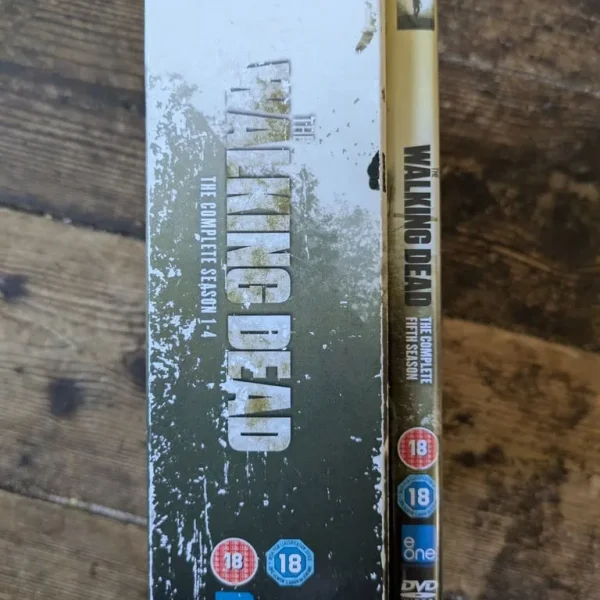 THE
WALKING DEAD
THE COMPLETE SEASON 1-4
18
18
THE
WALKING DEAD
THE COMPLETE
FIFTH SEASON
18
18
e one
DVD